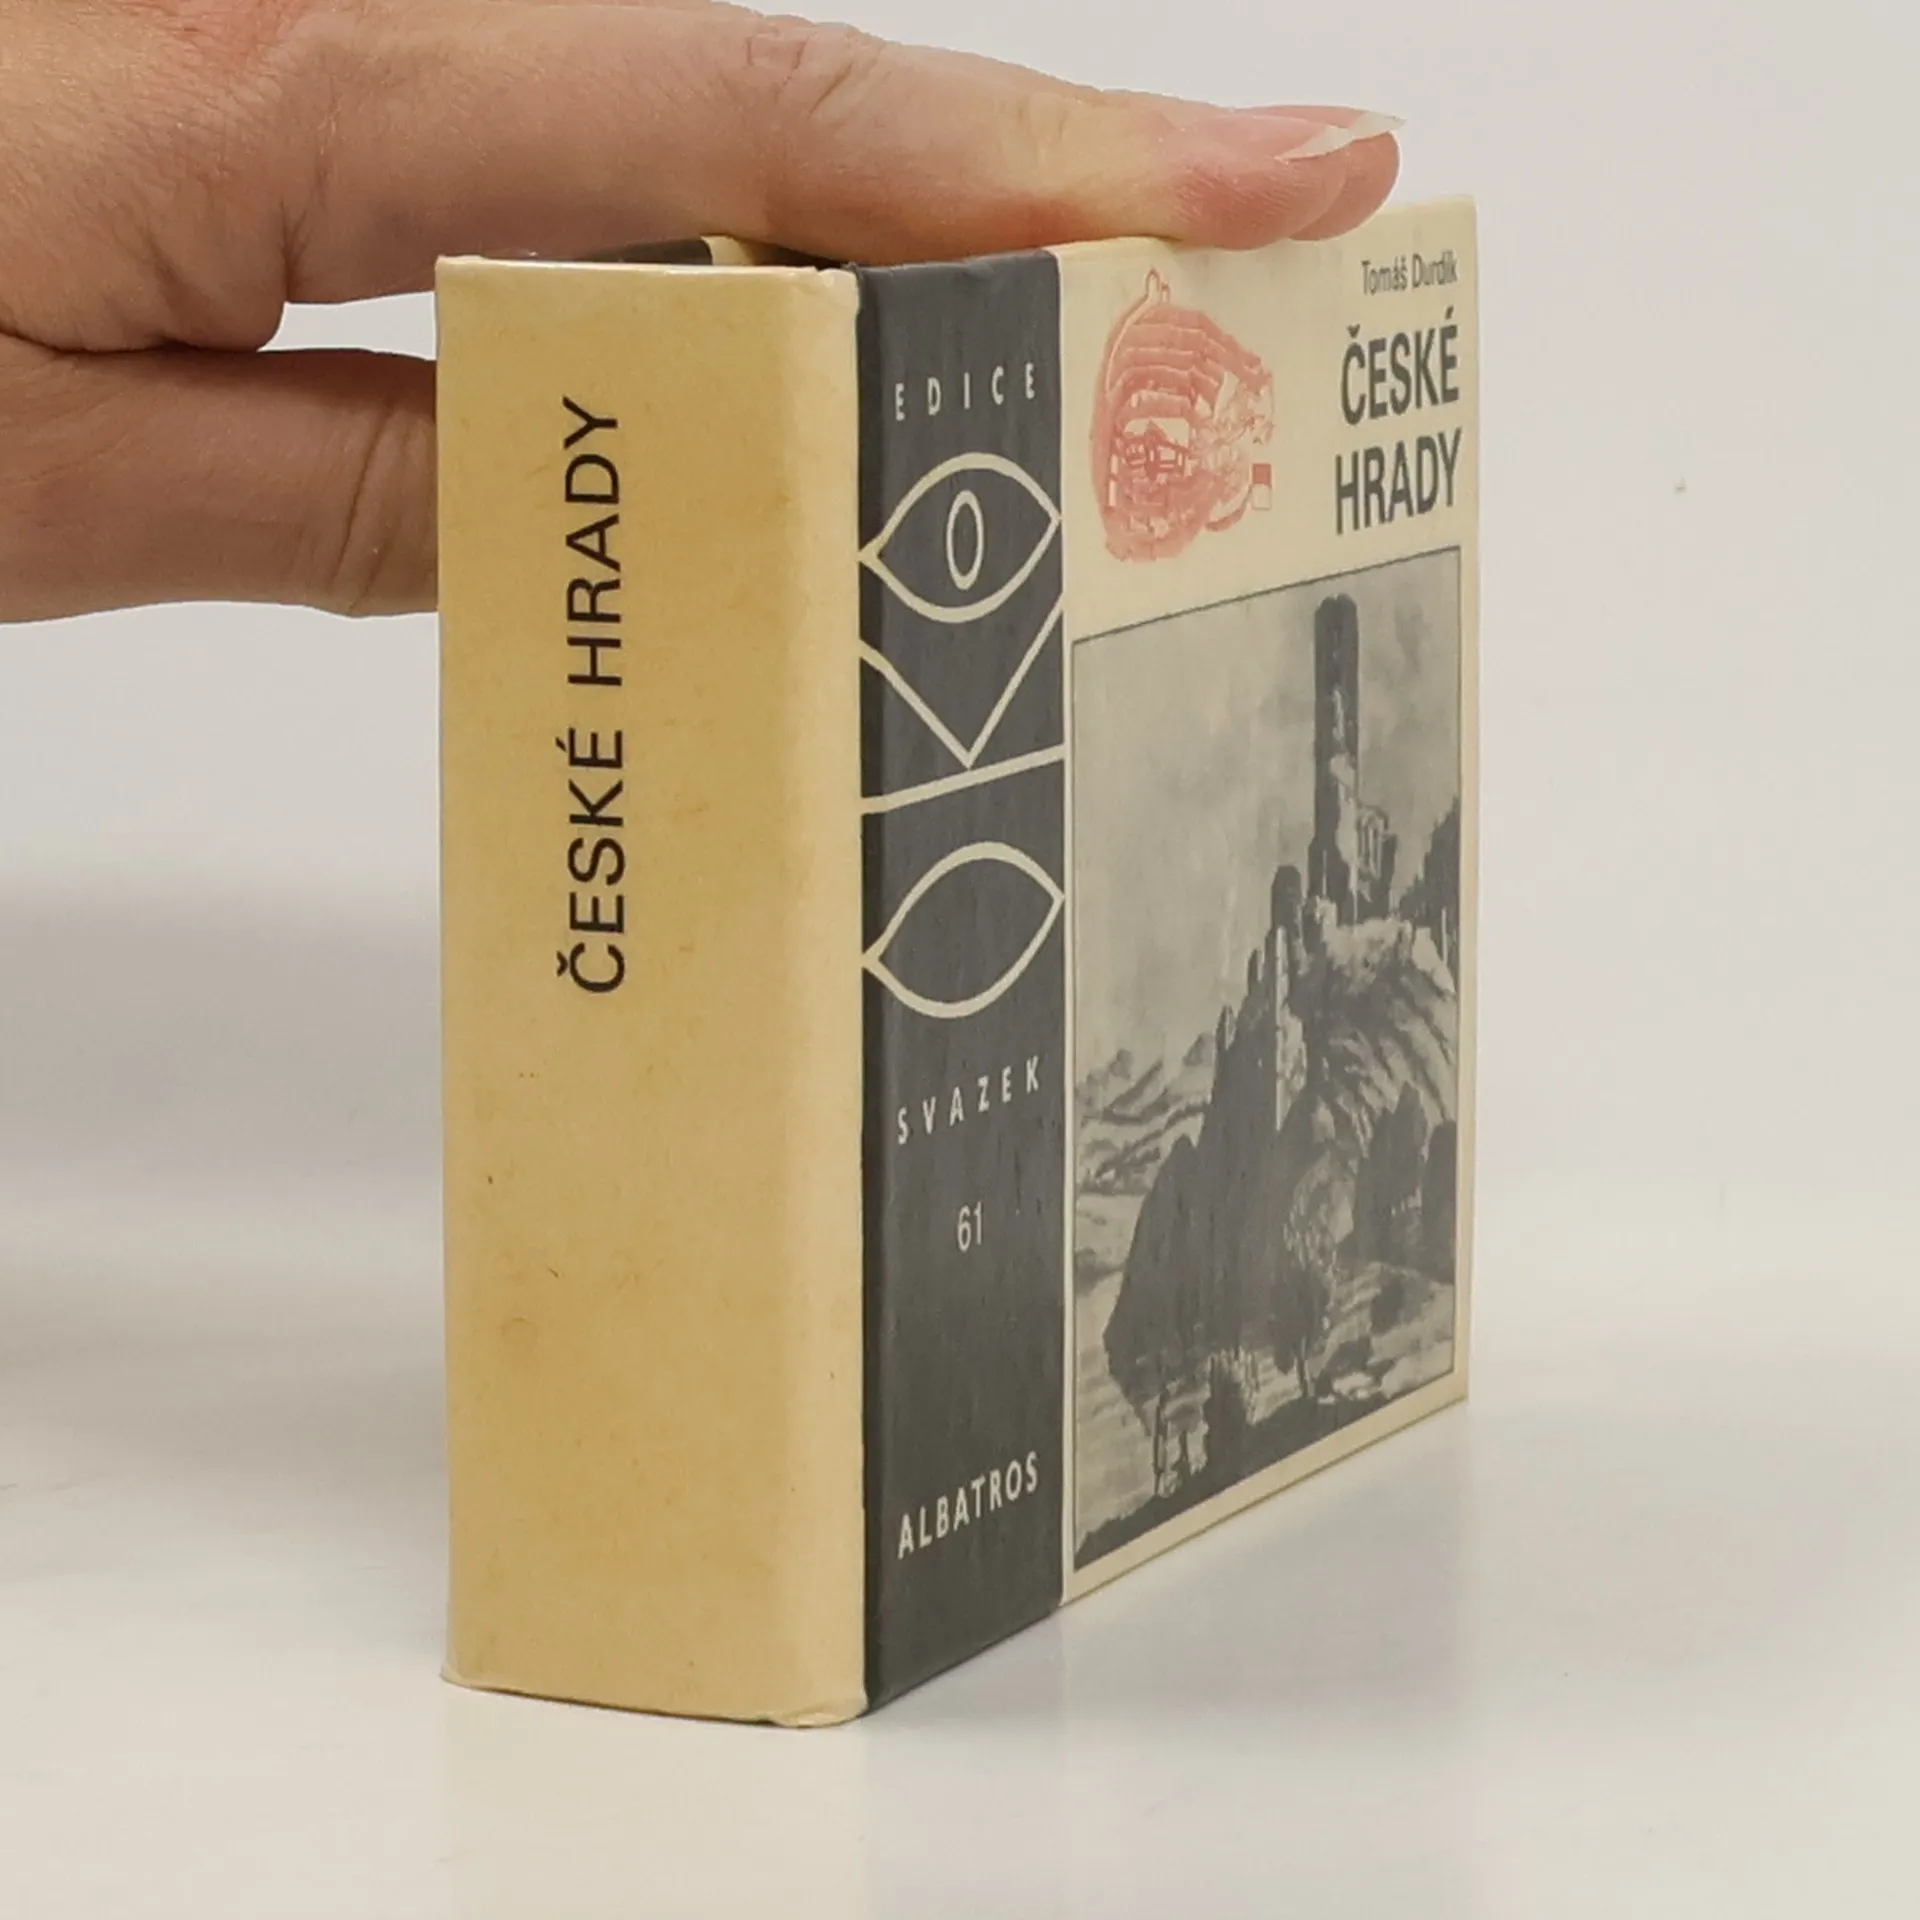 ČESKÉ HRADY
EDICE
SVAZEK
61
ALBATROS
Tomáš Durdík
ČESKÉ
HRADY